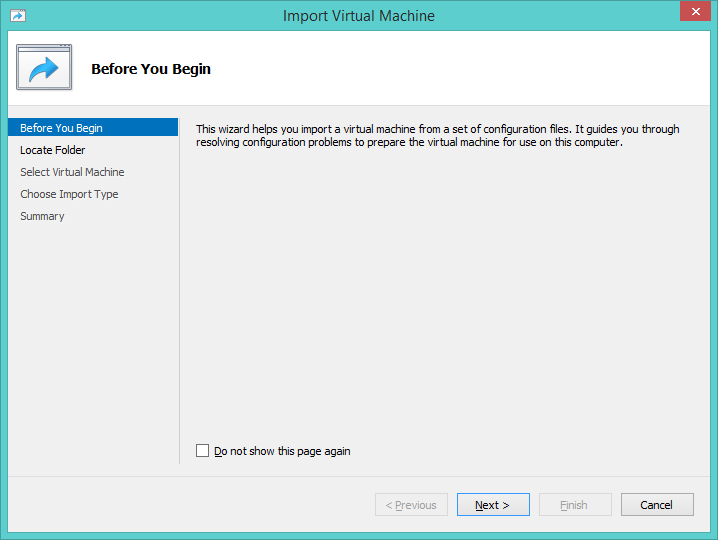 Import Virtual Machine
Before You Begin
Before You Begin
Locate Folder
Select Virtual Machine
Choose Import Type
Summary
This wizard helps you import a virtual machine from a set of configuration files. It guides you through
resolving configuration problems to prepare the virtual machine for use on this computer.
Do not show this page again
< Previous
Next >
Finish
Cancel